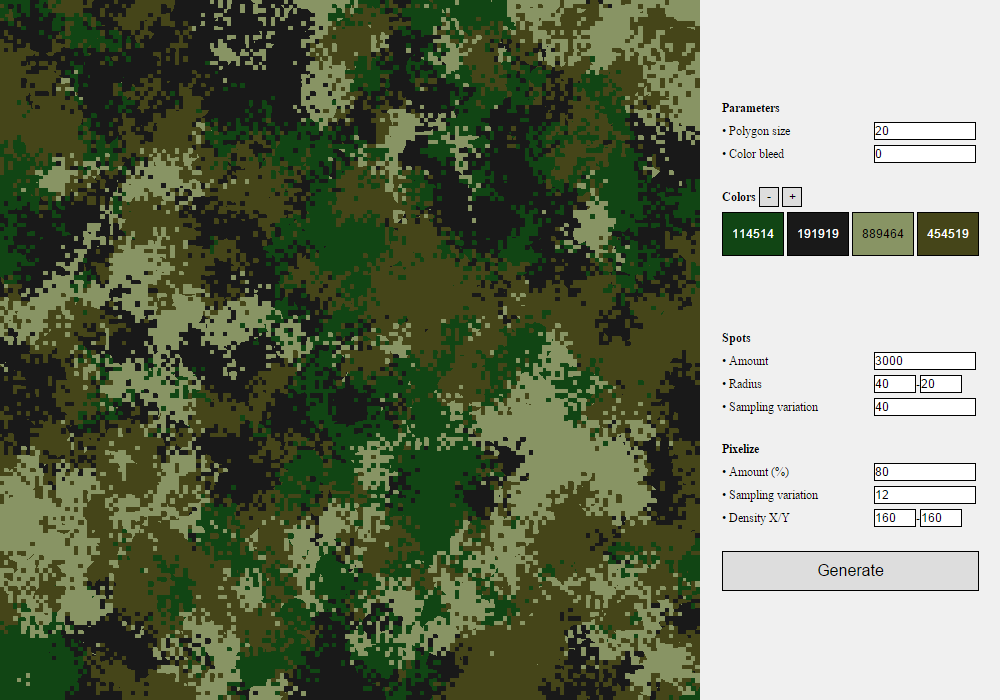 Parameters
• Polygon size 20
• Color bleed 0
Colors - +
114514 191919 889464 454519
Spots
• Amount 3000
• Radius 40 - 20
• Sampling variation 40
Pixelize
• Amount (%) 80
• Sampling variation 12
• Density X/Y 160 - 160
Generate